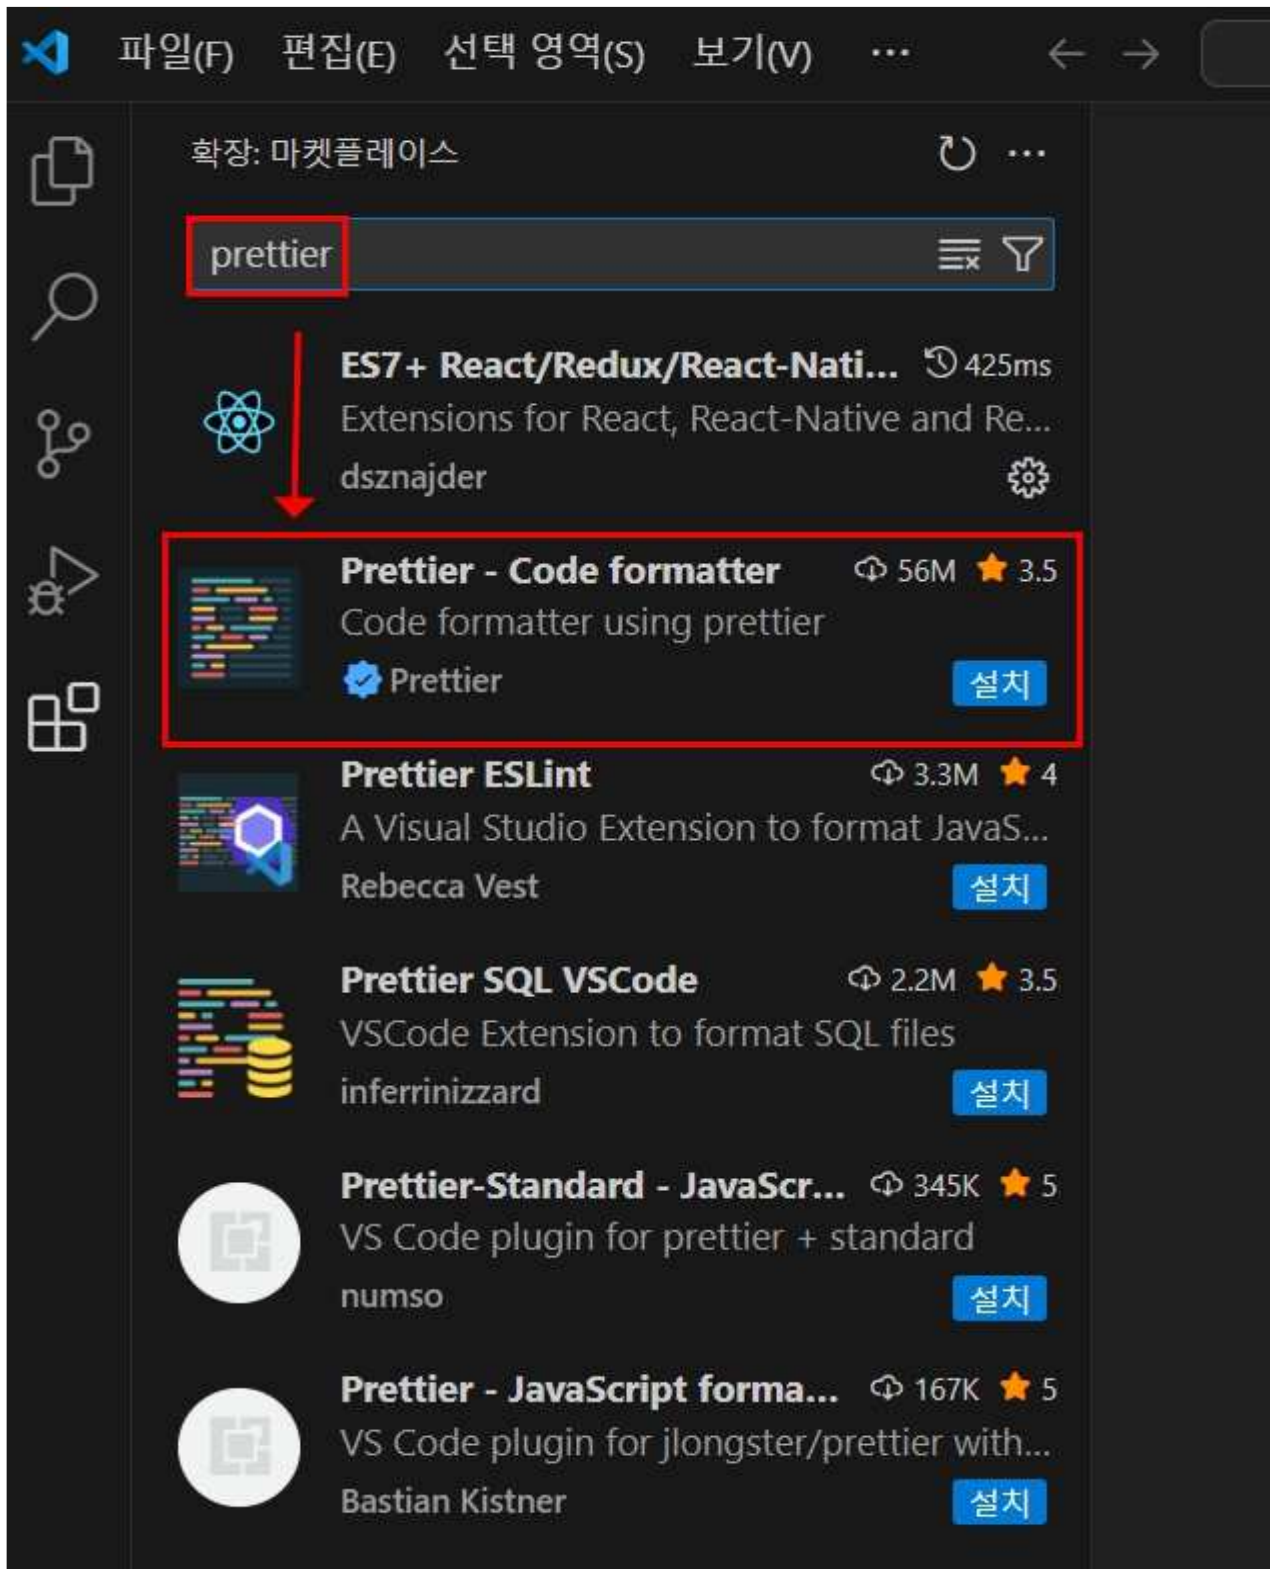 파일(F) 편집(E) 선택 영역(S) 보기(V) ···
확장: 마켓플레이스
prettier
ES7+ React/Redux/React-Nati... 425ms
Extensions for React, React-Native and Re...
dsznajder
Prettier - Code formatter 56M 3.5
Code formatter using prettier
Prettier 설치
Prettier ESLint 3.3M 4
A Visual Studio Extension to format JavaS...
Rebecca Vest 설치
Prettier SQL VSCode 2.2M 3.5
VSCode Extension to format SQL files
inferrinizzard 설치
Prettier-Standard - JavaScr... 345K 5
VS Code plugin for prettier + standard
numso 설치
Prettier - JavaScript forma... 167K 5
VS Code plugin for jlongster/prettier with...
Bastian Kistner 설치